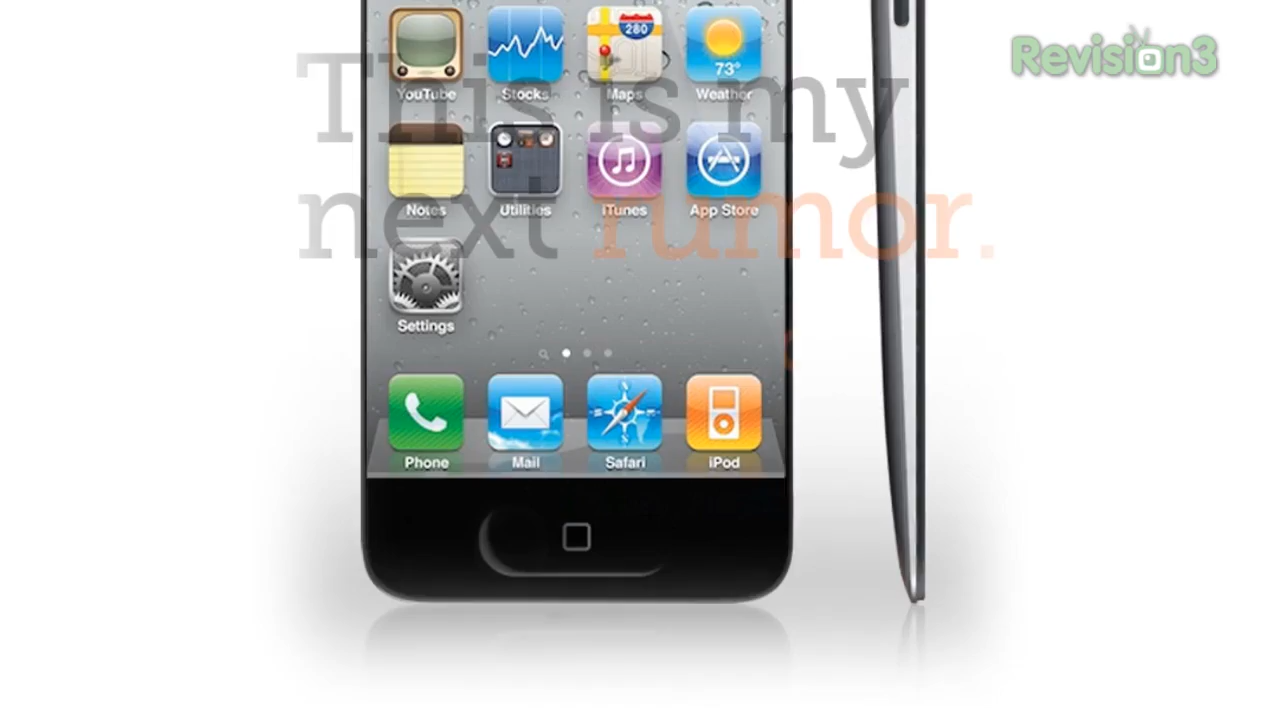 Revisi3n3
280
73°
YouTube Stocks Maps Weather
This is my
Notes Utilities iTunes App Store
next rumor.
Settings
N
W E
S
Phone Mail Safari iPod